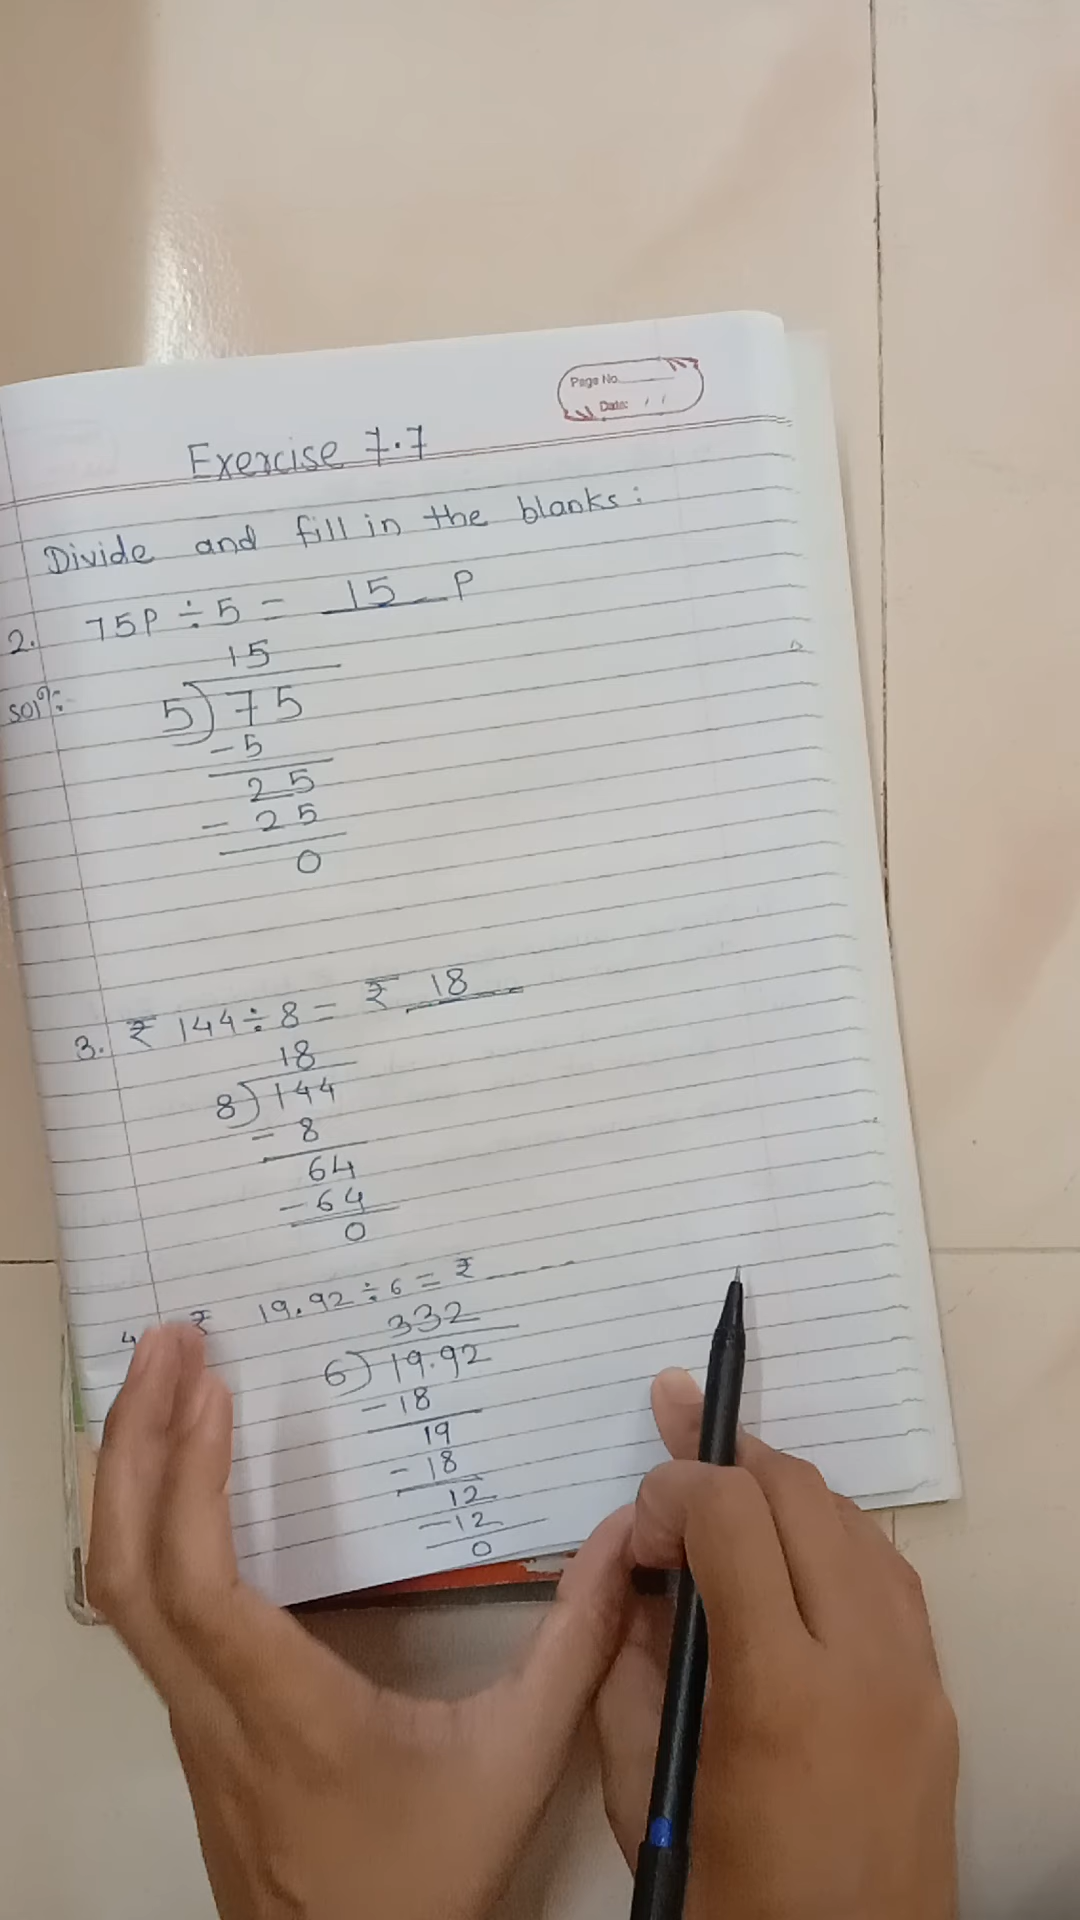 Page No.
Date: / /
Exercise 7.7
Divide and fill in the blanks:
2. 75P ÷ 5 = 15 P
15
solⁿ:
5) 75
- 5
25
- 25
0
3. ₹ 144 ÷ 8 = ₹ 18
18
8) 144
- 8
64
- 64
0
4 ₹ 19.92 ÷ 6 = ₹
332
6) 19.92
- 18
19
- 18
12
- 12
0